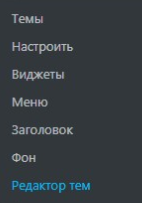 Темы
Настроить
Виджеты
Меню
Заголовок
Фон
Редактор тем